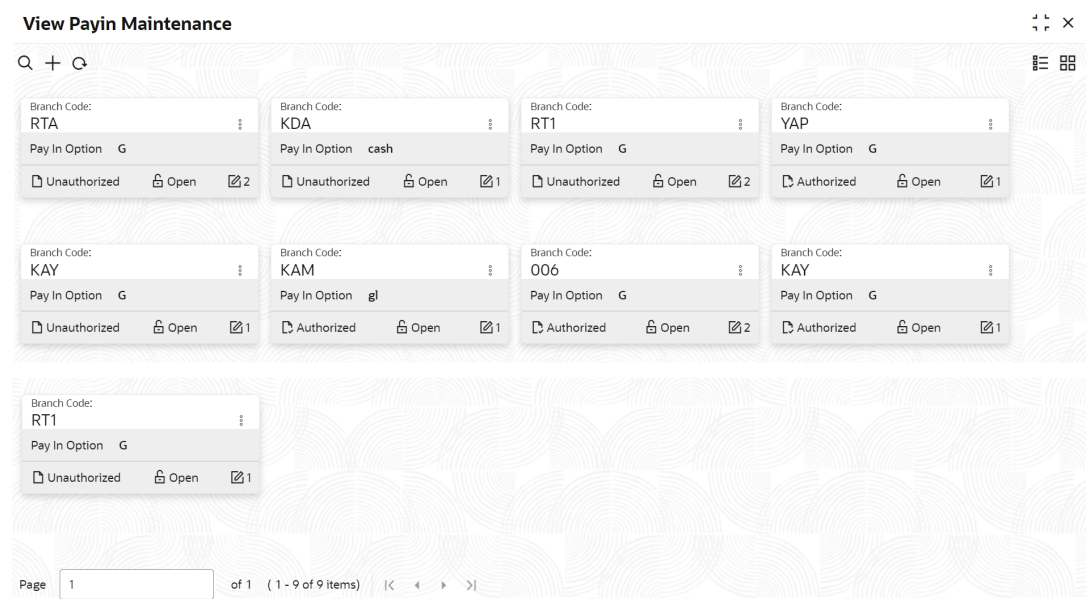 View Payin Maintenance
Branch Code: Branch Code: Branch Code: Branch Code:
RTA KDA RT1 YAP
Pay In Option G Pay In Option cash Pay In Option G Pay In Option G
Unauthorized Open 2 Unauthorized Open 1 Unauthorized Open 2 Authorized Open 1
Branch Code: Branch Code: Branch Code: Branch Code:
KAY KAM 006 KAY
Pay In Option G Pay In Option gl Pay In Option G Pay In Option G
Unauthorized Open 1 Authorized Open 1 Authorized Open 2 Authorized Open 1
Branch Code:
RT1
Pay In Option G
Unauthorized Open 1
Page 1 of 1 ( 1 - 9 of 9 items)